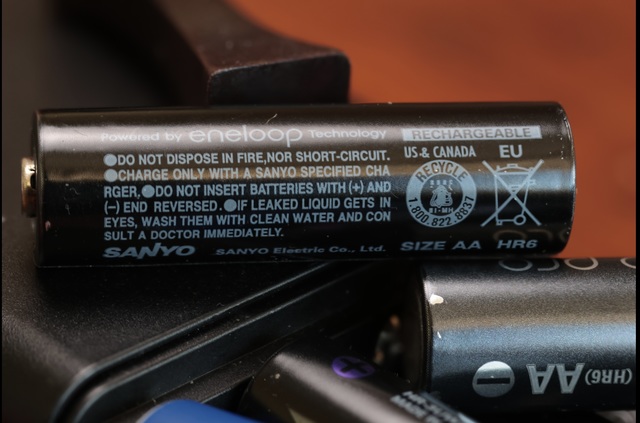 Powered by eneloop Technology
RECHARGEABLE
●DO NOT DISPOSE IN FIRE,NOR SHORT-CIRCUIT.
●CHARGE ONLY WITH A SANYO SPECIFIED CHA
RGER,●DO NOT INSERT BATTERIES WITH (+) AND
(−) END REVERSED.●IF LEAKED LIQUID GETS IN
EYES, WASH THEM WITH CLEAN WATER AND CON
SULT A DOCTOR IMMEDIATELY.
SANYO SANYO Electric Co., Ltd. SIZE AA HR6
US & CANADA EU
RECYCLE
1.800.822.8837
AA (HR6)